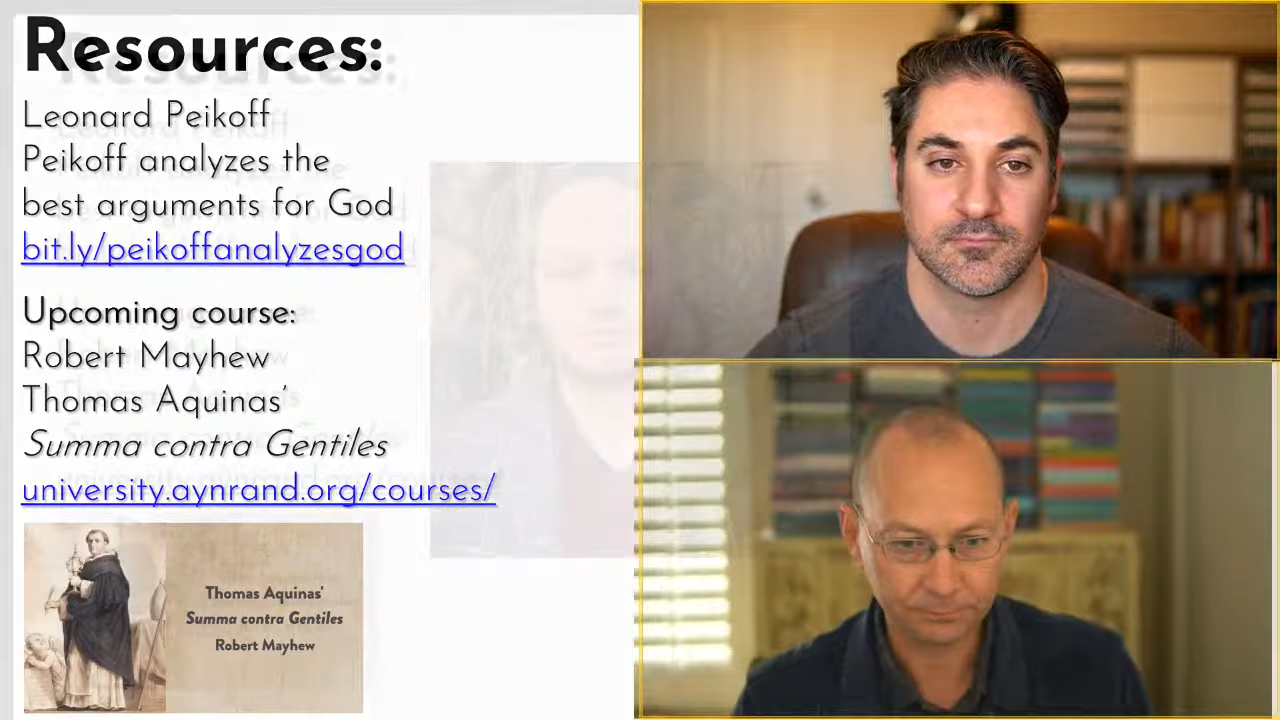 Resources:
Leonard Peikoff
Peikoff analyzes the
best arguments for God
bit.ly/peikoffanalyzesgod
Upcoming course:
Robert Mayhew
Thomas Aquinas'
Summa contra Gentiles
university.aynrand.org/courses/
Thomas Aquinas'
Summa contra Gentiles
Robert Mayhew